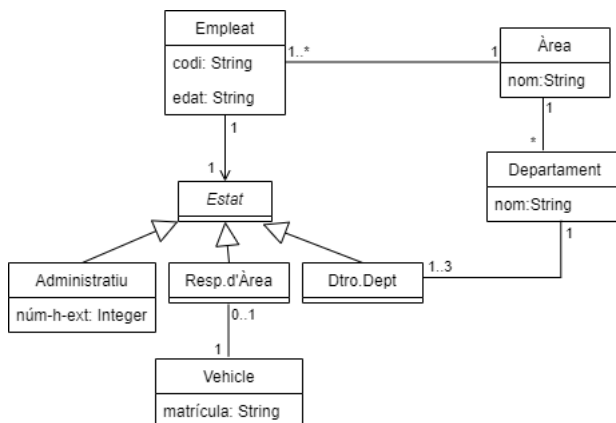 Empleat
codi: String
edat: String
1..*
1
Àrea
nom:String
1
*
Departament
nom:String
1
1
1
Estat
Administratiu
núm-h-ext: Integer
Resp.d'Àrea
Dtro.Dept
1..3
0..1
1
Vehicle
matrícula: String